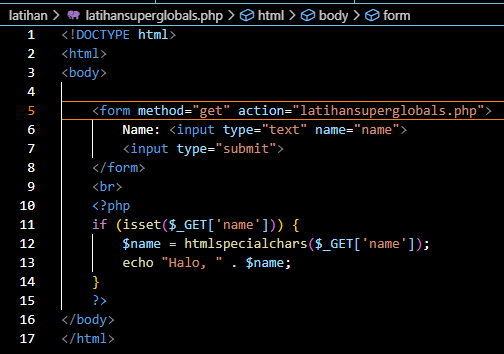 latihan > latihansuperglobals.php > html > body > form
1 <!DOCTYPE html>
2 <html>
3 <body>
4
5 <form method="get" action="latihansuperglobals.php">
6 Name: <input type="text" name="name">
7 <input type="submit">
8 </form>
9 <br>
10 <?php
11 if (isset($_GET['name'])) {
12 $name = htmlspecialchars($_GET['name']);
13 echo "Halo, " . $name;
14 }
15 ?>
16 </body>
17 </html>